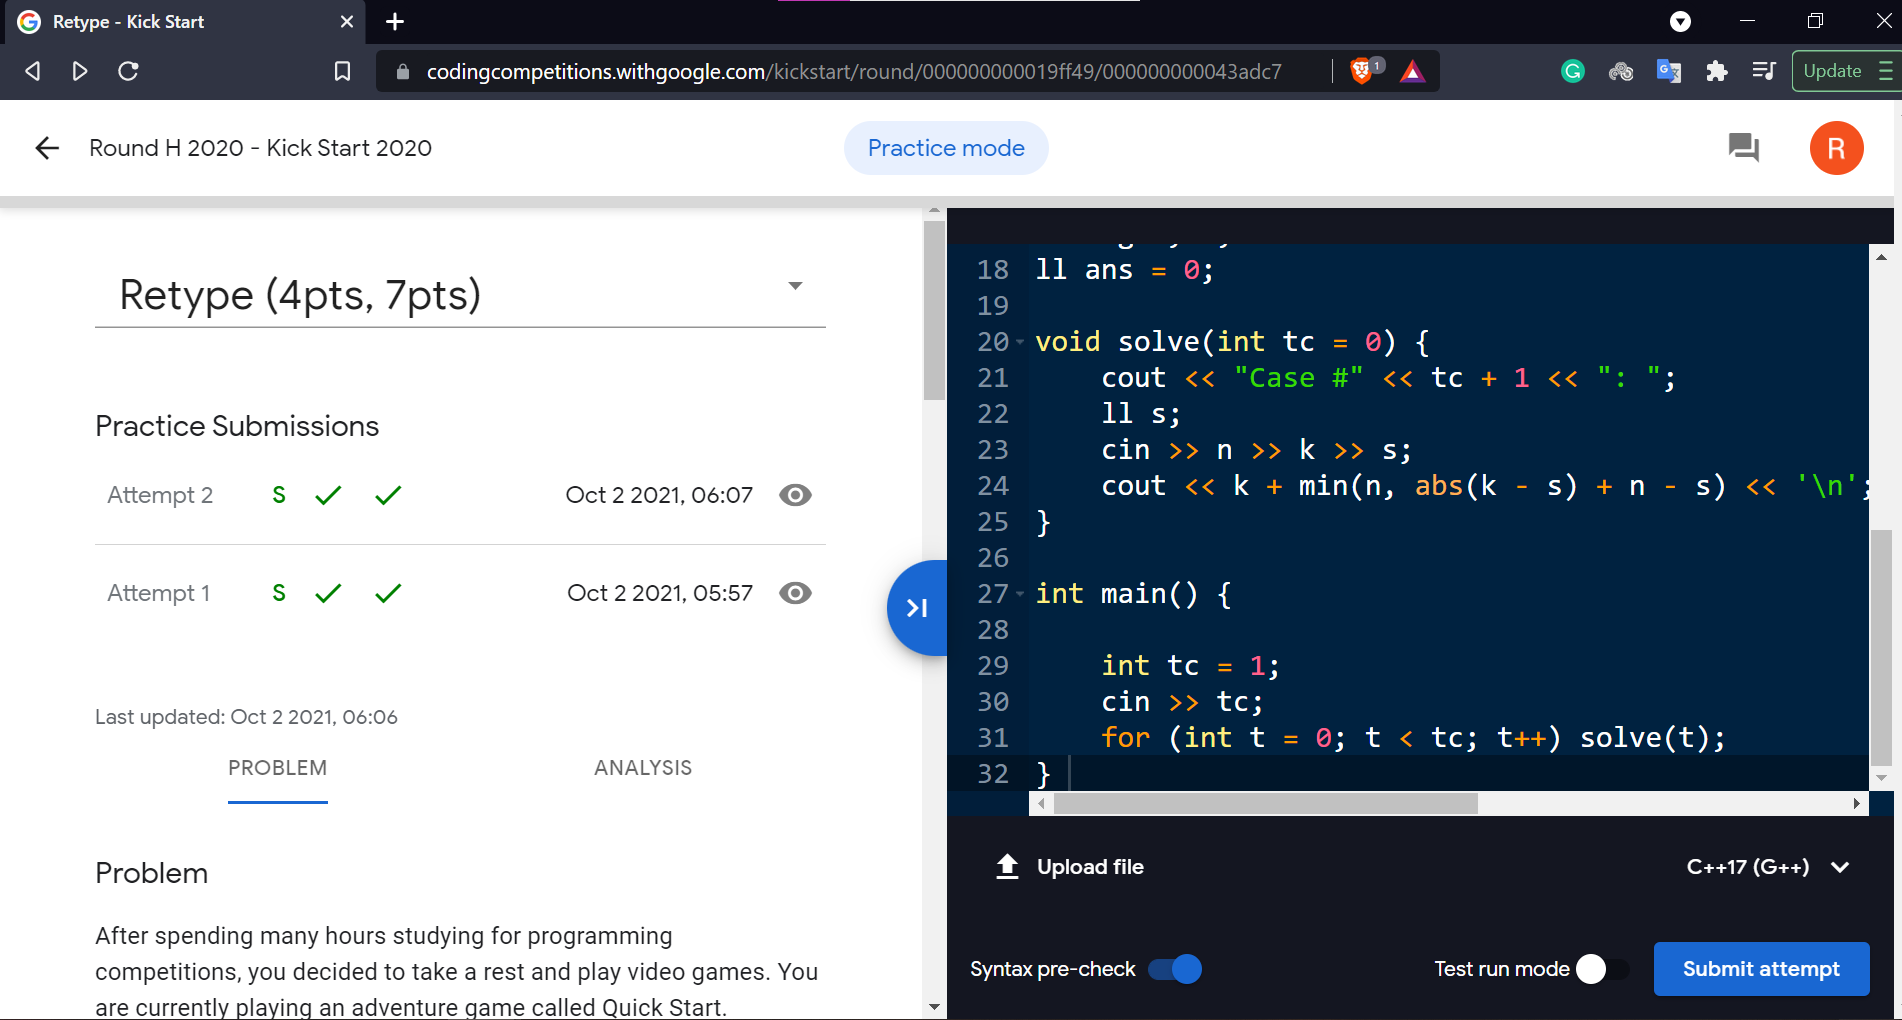 Retype - Kick Start
codingcompetitions.withgoogle.com/kickstart/round/000000000019ff49/000000000043adc7
1
Update
Round H 2020 - Kick Start 2020
Practice mode
R
Retype (4pts, 7pts)
Practice Submissions
Attempt 2 S Oct 2 2021, 06:07
Attempt 1 S Oct 2 2021, 05:57
Last updated: Oct 2 2021, 06:06
PROBLEM
ANALYSIS
Problem
After spending many hours studying for programming
competitions, you decided to take a rest and play video games. You
are currently playing an adventure game called Quick Start.
18 ll ans = 0;
19
20 void solve(int tc = 0) {
21 cout << "Case #" << tc + 1 << ": ";
22 ll s;
23 cin >> n >> k >> s;
24 cout << k + min(n, abs(k - s) + n - s) << '\n';
25 }
26
27 int main() {
28
29 int tc = 1;
30 cin >> tc;
31 for (int t = 0; t < tc; t++) solve(t);
32 }
Upload file
C++17 (G++)
Syntax pre-check
Test run mode
Submit attempt